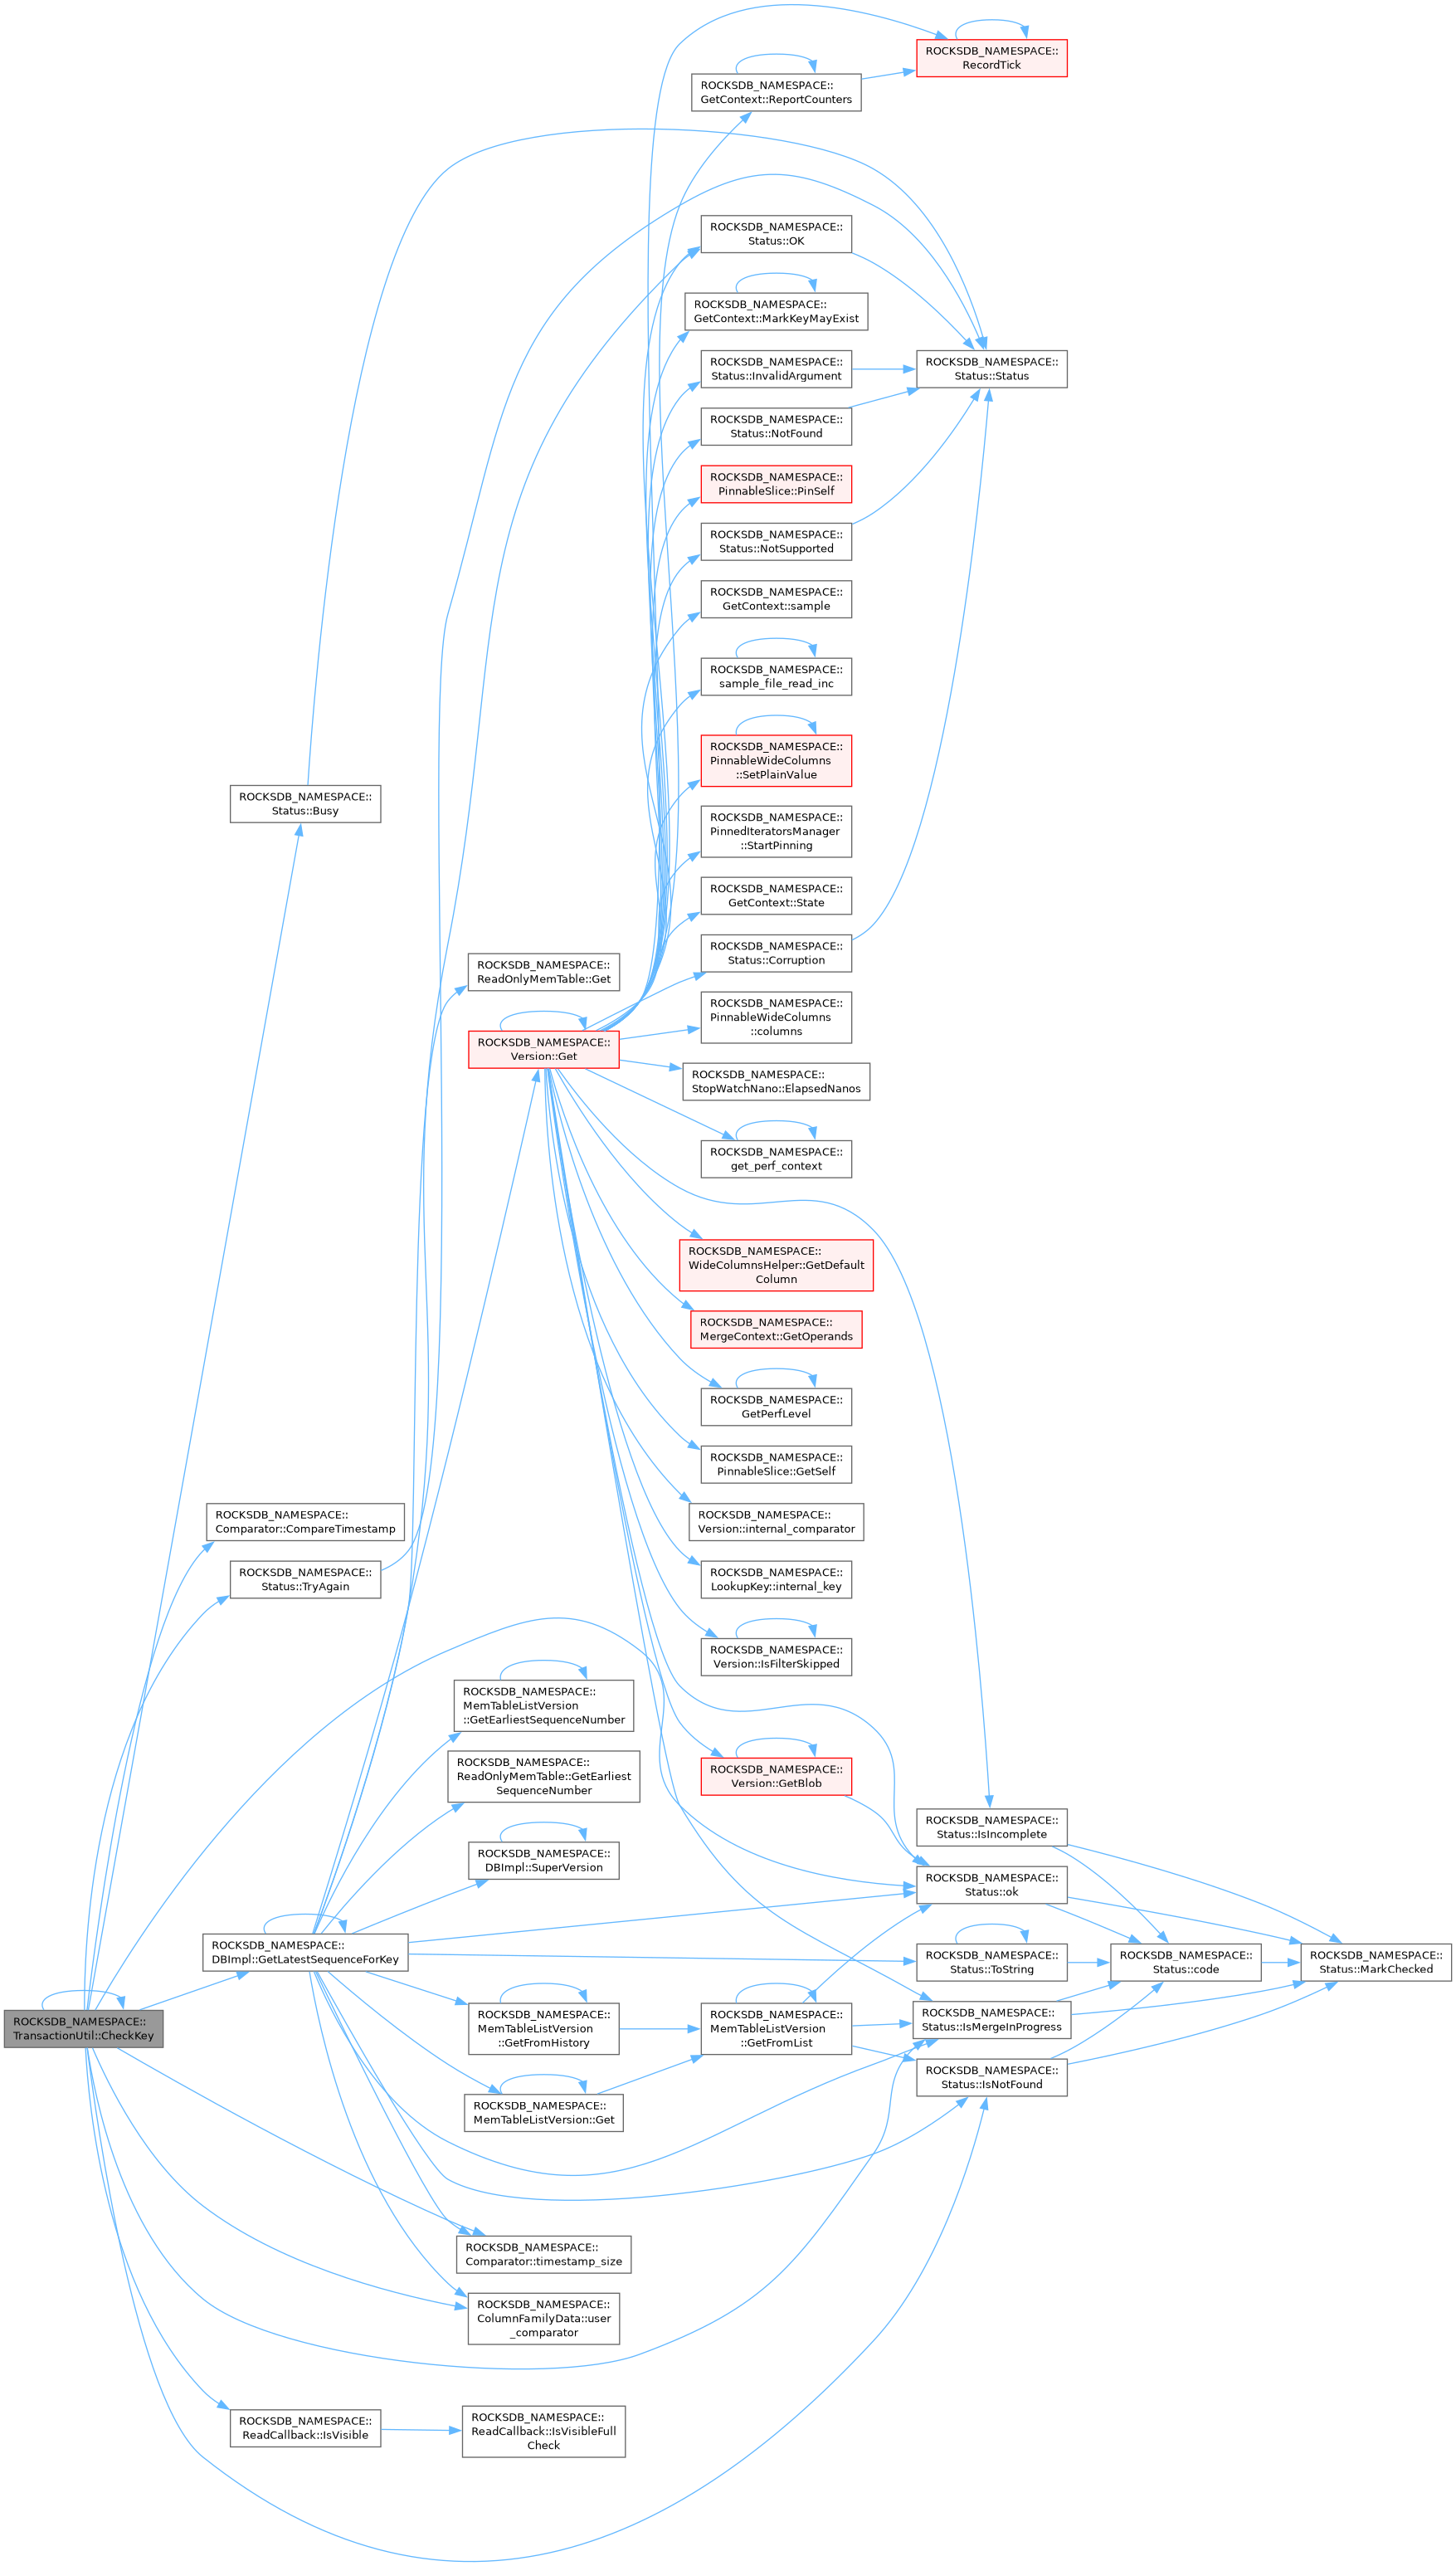 ROCKSDB_NAMESPACE::
RecordTick
ROCKSDB_NAMESPACE::
GetContext::ReportCounters
ROCKSDB_NAMESPACE::
Status::OK
ROCKSDB_NAMESPACE::
GetContext::MarkKeyMayExist
ROCKSDB_NAMESPACE::
Status::InvalidArgument
ROCKSDB_NAMESPACE::
Status::Status
ROCKSDB_NAMESPACE::
Status::NotFound
ROCKSDB_NAMESPACE::
PinnableSlice::PinSelf
ROCKSDB_NAMESPACE::
Status::NotSupported
ROCKSDB_NAMESPACE::
GetContext::sample
ROCKSDB_NAMESPACE::
sample_file_read_inc
ROCKSDB_NAMESPACE::
PinnableWideColumns
::SetPlainValue
ROCKSDB_NAMESPACE::
Status::Busy
ROCKSDB_NAMESPACE::
PinnedIteratorsManager
::StartPinning
ROCKSDB_NAMESPACE::
GetContext::State
ROCKSDB_NAMESPACE::
Status::Corruption
ROCKSDB_NAMESPACE::
ReadOnlyMemTable::Get
ROCKSDB_NAMESPACE::
PinnableWideColumns
::columns
ROCKSDB_NAMESPACE::
Version::Get
ROCKSDB_NAMESPACE::
StopWatchNano::ElapsedNanos
ROCKSDB_NAMESPACE::
get_perf_context
ROCKSDB_NAMESPACE::
WideColumnsHelper::GetDefault
Column
ROCKSDB_NAMESPACE::
MergeContext::GetOperands
ROCKSDB_NAMESPACE::
GetPerfLevel
ROCKSDB_NAMESPACE::
PinnableSlice::GetSelf
ROCKSDB_NAMESPACE::
Comparator::CompareTimestamp
ROCKSDB_NAMESPACE::
Version::internal_comparator
ROCKSDB_NAMESPACE::
Status::TryAgain
ROCKSDB_NAMESPACE::
LookupKey::internal_key
ROCKSDB_NAMESPACE::
Version::IsFilterSkipped
ROCKSDB_NAMESPACE::
MemTableListVersion
::GetEarliestSequenceNumber
ROCKSDB_NAMESPACE::
ReadOnlyMemTable::GetEarliest
SequenceNumber
ROCKSDB_NAMESPACE::
Version::GetBlob
ROCKSDB_NAMESPACE::
Status::IsIncomplete
ROCKSDB_NAMESPACE::
DBImpl::SuperVersion
ROCKSDB_NAMESPACE::
Status::ok
ROCKSDB_NAMESPACE::
DBImpl::GetLatestSequenceForKey
ROCKSDB_NAMESPACE::
Status::ToString
ROCKSDB_NAMESPACE::
Status::code
ROCKSDB_NAMESPACE::
Status::MarkChecked
ROCKSDB_NAMESPACE::
TransactionUtil::CheckKey
ROCKSDB_NAMESPACE::
MemTableListVersion
::GetFromHistory
ROCKSDB_NAMESPACE::
MemTableListVersion
::GetFromList
ROCKSDB_NAMESPACE::
Status::IsMergeInProgress
ROCKSDB_NAMESPACE::
Status::IsNotFound
ROCKSDB_NAMESPACE::
MemTableListVersion::Get
ROCKSDB_NAMESPACE::
Comparator::timestamp_size
ROCKSDB_NAMESPACE::
ColumnFamilyData::user
_comparator
ROCKSDB_NAMESPACE::
ReadCallback::IsVisible
ROCKSDB_NAMESPACE::
ReadCallback::IsVisibleFull
Check